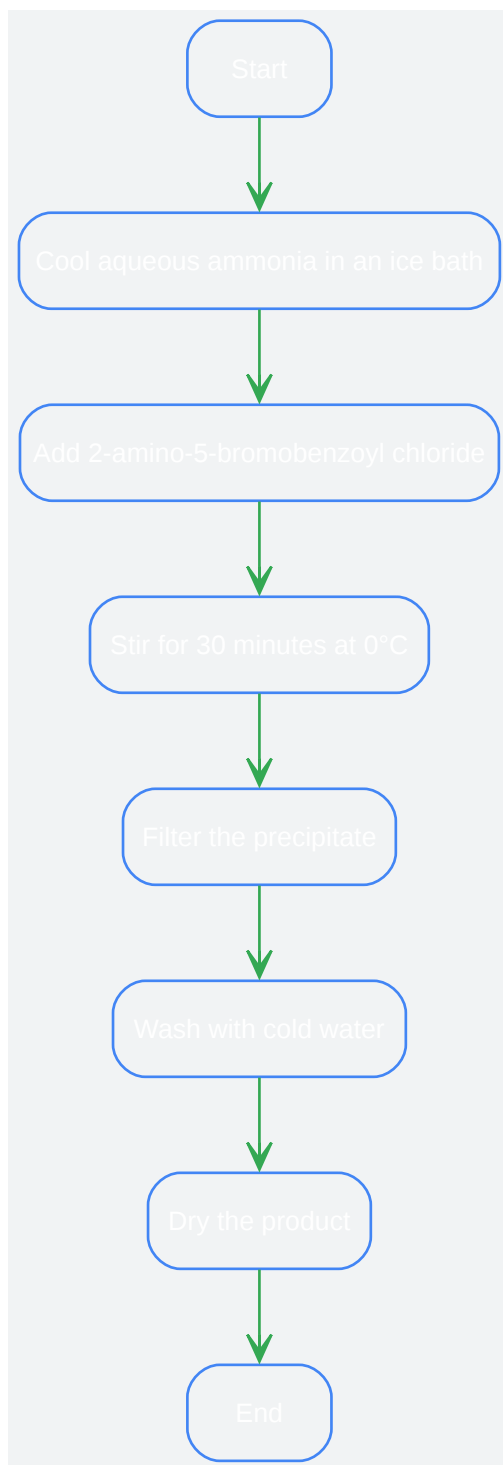 Start
Cool aqueous ammonia in an ice bath
Add 2-amino-5-bromobenzoyl chloride
Stir for 30 minutes at 0°C
Filter the precipitate
Wash with cold water
Dry the product
End